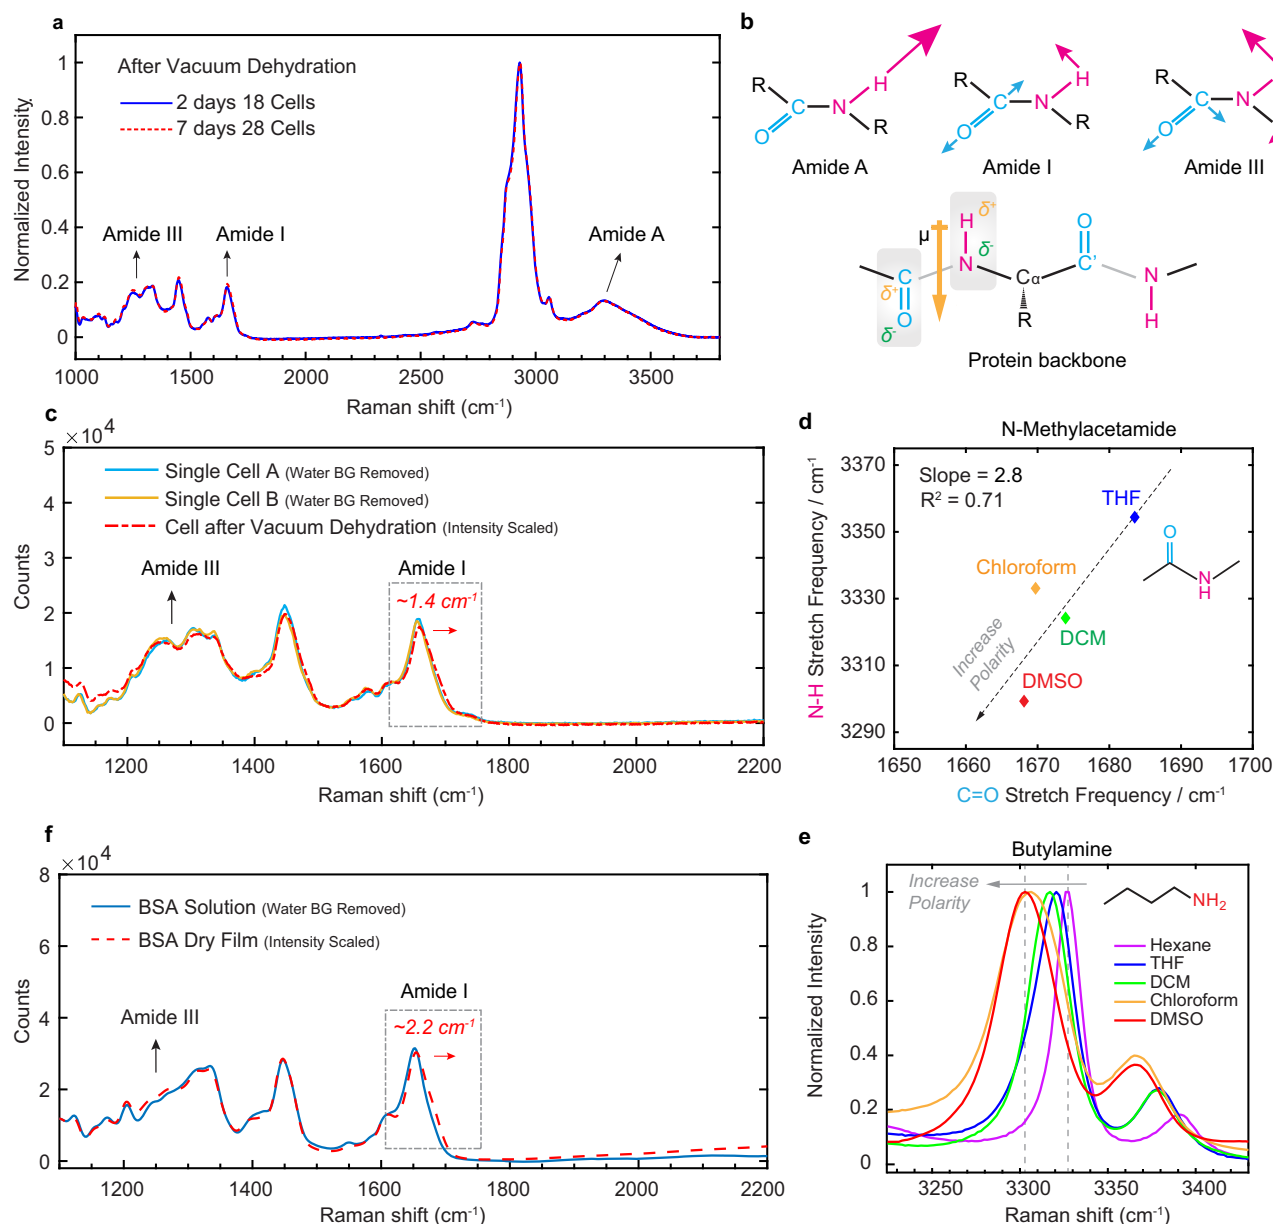 a
After Vacuum Dehydration
2 days 18 Cells
7 days 28 Cells
Amide III
Amide I
Amide A
Normalized Intensity
1
0.8
0.6
0.4
0.2
0
1000 1500 2000 2500 3000 3500
Raman shift (cm⁻¹)
b
R C O N H R
Amide A
R C O N H R
Amide I
R C O N
Amide III
H δ⁺
μ
δ⁻
N
C
δ⁺
O
δ⁻
Cα
R
O
C'
N
H
Protein backbone
c
×10⁴
Single Cell A (Water BG Removed)
Single Cell B (Water BG Removed)
Cell after Vacuum Dehydration (Intensity Scaled)
Amide III
Amide I
~1.4 cm⁻¹
Counts
5
4
3
2
1
0
1200 1400 1600 1800 2000 2200
Raman shift (cm⁻¹)
d
N-Methylacetamide
Slope = 2.8
R² = 0.71
THF
Chloroform
DCM
DMSO
Increase
Polarity
O
N
H
N-H Stretch Frequency / cm⁻¹
3370
3350
3330
3310
3290
1650 1660 1670 1680 1690 1700
C=O Stretch Frequency / cm⁻¹
f
×10⁴
BSA Solution (Water BG Removed)
BSA Dry Film (Intensity Scaled)
Amide III
Amide I
~2.2 cm⁻¹
Counts
8
6
4
2
0
1200 1400 1600 1800 2000 2200
Raman shift (cm⁻¹)
e
Butylamine
Increase
Polarity
NH₂
Hexane
THF
DCM
Chloroform
DMSO
Normalized Intensity
1
0.8
0.6
0.4
0.2
0
3250 3300 3350 3400
Raman shift (cm⁻¹)